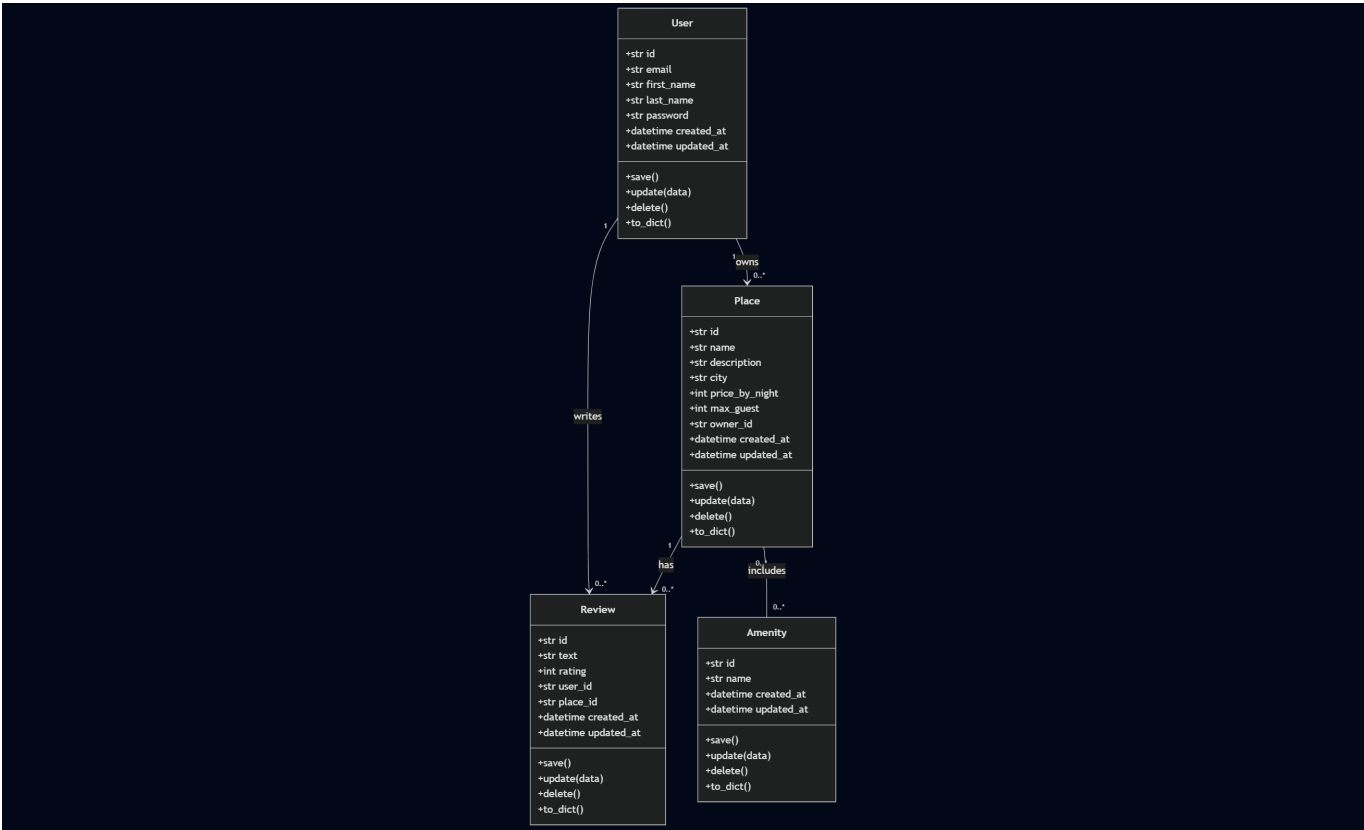 User
+str id
+str email
+str first_name
+str last_name
+str password
+datetime created_at
+datetime updated_at
+save()
+update(data)
+delete()
+to_dict()
1
1
owns
0..*
Place
+str id
+str name
+str description
+str city
+int price_by_night
+int max_guest
+str owner_id
+datetime created_at
+datetime updated_at
+save()
+update(data)
+delete()
+to_dict()
writes
1
has
0..*
0..*
0..*
includes
0..*
Review
+str id
+str text
+int rating
+str user_id
+str place_id
+datetime created_at
+datetime updated_at
+save()
+update(data)
+delete()
+to_dict()
Amenity
+str id
+str name
+datetime created_at
+datetime updated_at
+save()
+update(data)
+delete()
+to_dict()